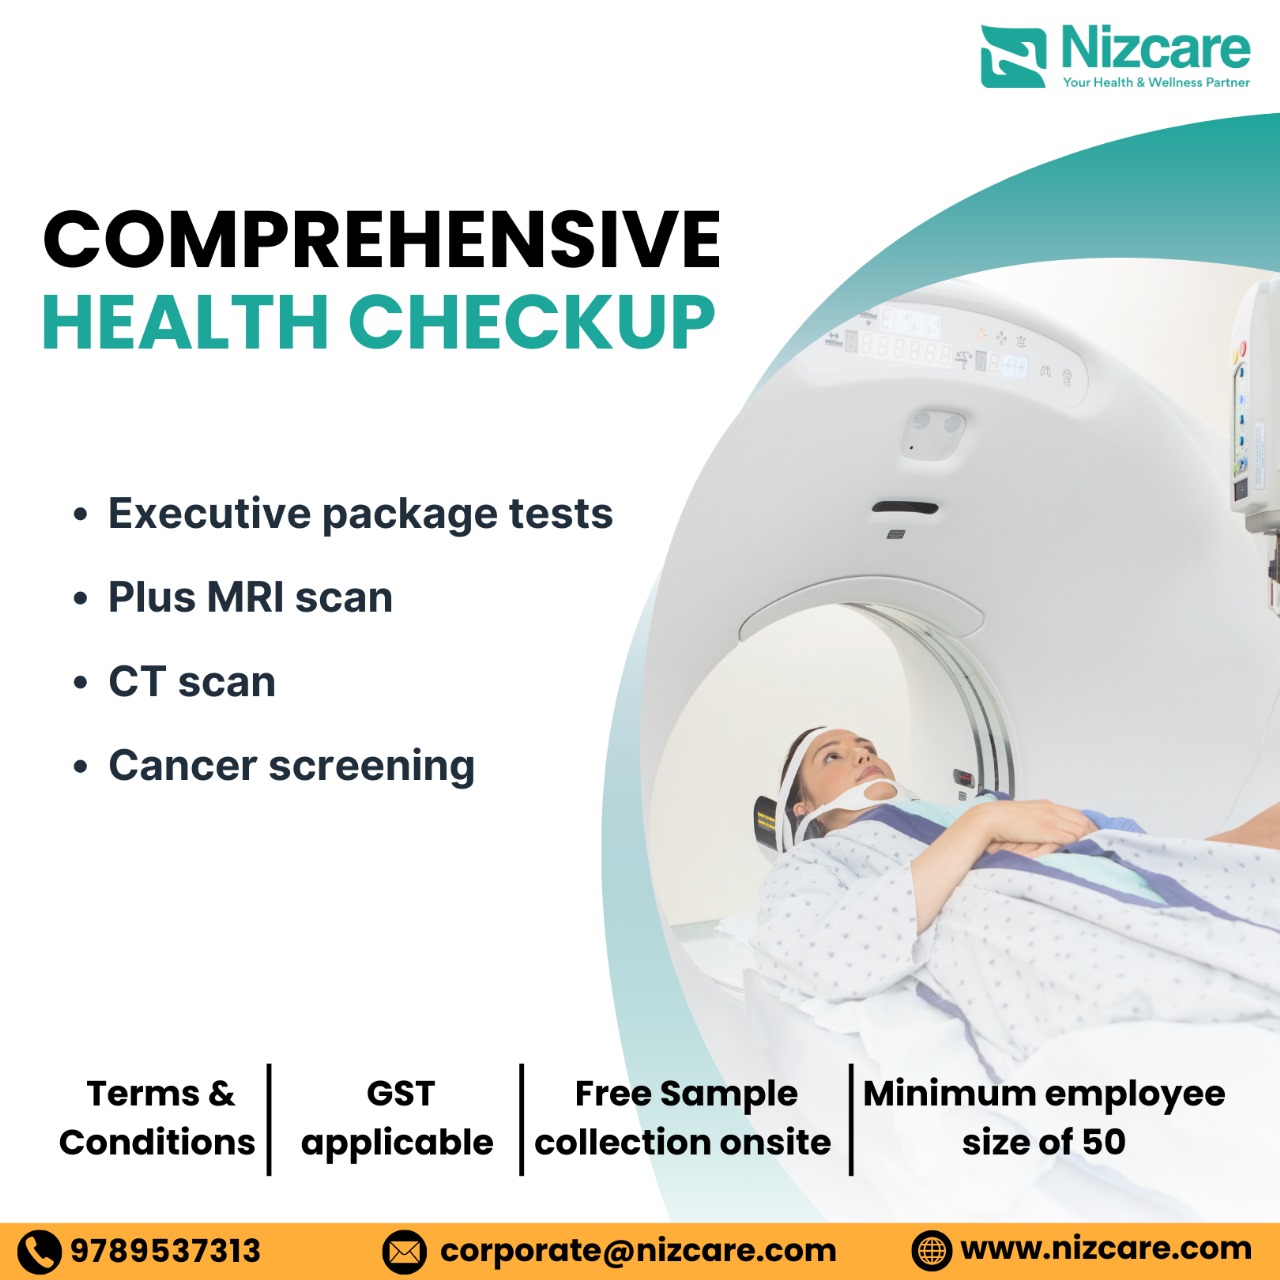 Nizcare
Your Health & Wellness Partner
COMPREHENSIVE
HEALTH CHECKUP
• Executive package tests
• Plus MRI scan
• CT scan
• Cancer screening
Terms &
Conditions
GST
applicable
Free Sample
collection onsite
Minimum employee
size of 50
9789537313
corporate@nizcare.com
www.nizcare.com